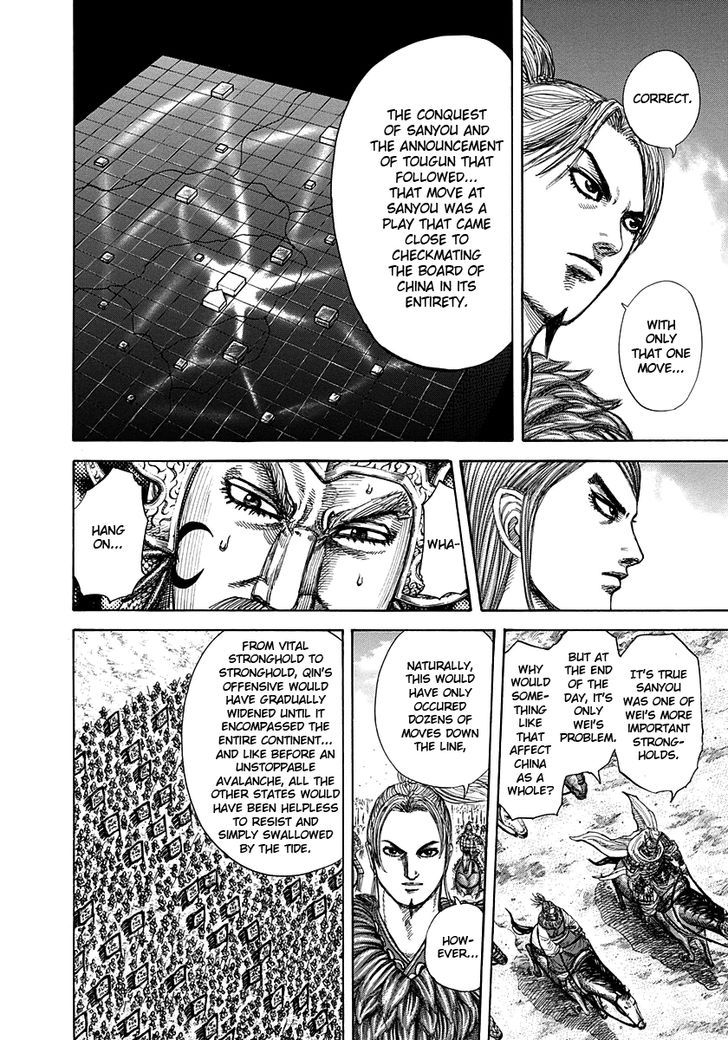 CORRECT.
WITH
ONLY
THAT ONE
MOVE...
THE CONQUEST
OF SANYOU AND
THE ANNOUNCEMENT
OF TOUGUN THAT
FOLLOWED...
THAT MOVE AT
SANYOU WAS A
PLAY THAT CAME
CLOSE TO
CHECKMATING
THE BOARD OF
CHINA IN ITS
ENTIRETY.
WHA-
HANG
ON...
IT'S TRUE
SANYOU
WAS ONE OF
WEI'S MORE
IMPORTANT
STRONG-
HOLDS.
BUT AT
THE END
OF THE
DAY, IT'S
ONLY
WEI'S
PROBLEM.
WHY
WOULD
SOME-
THING
LIKE
THAT
AFFECT
CHINA
AS A
WHOLE?
NATURALLY,
THIS WOULD
HAVE ONLY
OCCURED
DOZENS OF
MOVES DOWN
THE LINE,
HOW-
EVER...
FROM VITAL
STRONGHOLD TO
STRONGHOLD, QIN'S
OFFENSIVE WOULD
HAVE GRADUALLY
WIDENED UNTIL IT
ENCOMPASSED THE
ENTIRE CONTINENT...
AND LIKE BEFORE AN
UNSTOPPABLE
AVALANCHE, ALL THE
OTHER STATES WOULD
HAVE BEEN HELPLESS
TO RESIST AND
SIMPLY SWALLOWED
BY THE TIDE.